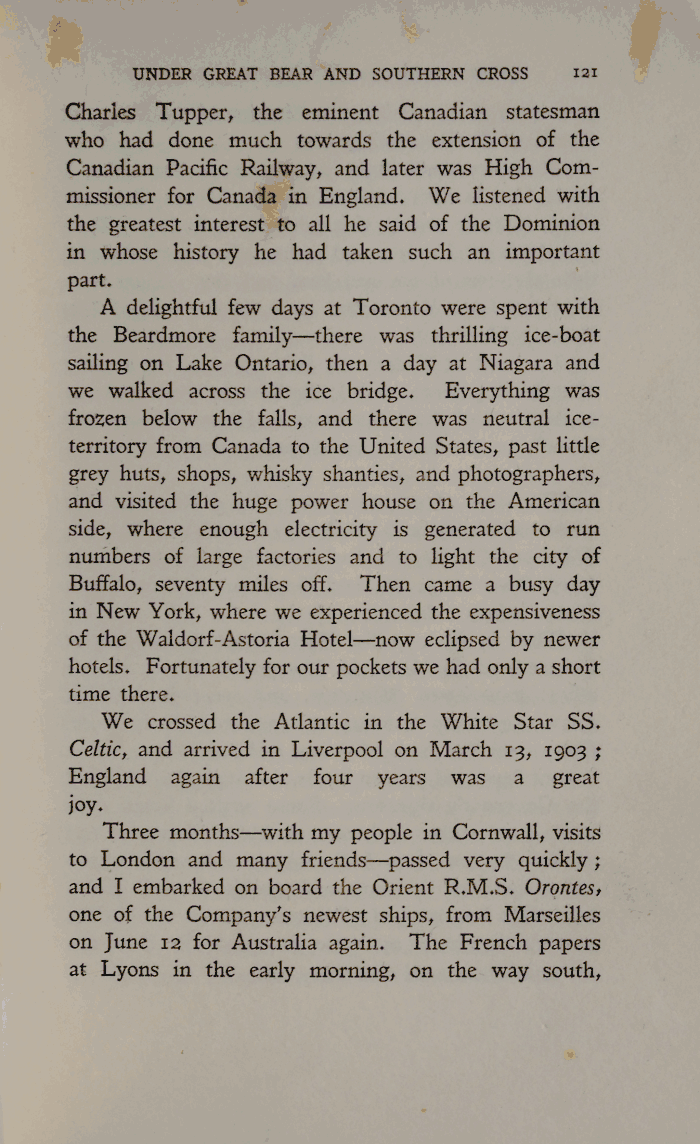 UNDER GREAT BEAR AND SOUTHERN CROSS 121
Charles Tupper, the eminent Canadian statesman
who had done much towards the extension of the
Canadian Pacific Railway, and later was High Com-
missioner for Canada in England. We listened with
the greatest interest to all he said of the Dominion
in whose history he had taken such an important
part.
A delightful few days at Toronto were spent with
the Beardmore family—there was thrilling ice-boat
sailing on Lake Ontario, then a day at Niagara and
we walked across the ice bridge. Everything was
frozen below the falls, and there was neutral ice-
territory from Canada to the United States, past little
grey huts, shops, whisky shanties, and photographers,
and visited the huge power house on the American
side, where enough electricity is generated to run
numbers of large factories and to light the city of
Buffalo, seventy miles off. Then came a busy day
in New York, where we experienced the expensiveness
of the Waldorf-Astoria Hotel—now eclipsed by newer
hotels. Fortunately for our pockets we had only a short
time there.
We crossed the Atlantic in the White Star SS.
Celtic, and arrived in Liverpool on March 13, 1903 ;
England again after four years was a great
joy.
Three months—with my people in Cornwall, visits
to London and many friends—passed very quickly ;
and I embarked on board the Orient R.M.S. Orontes,
one of the Company's newest ships, from Marseilles
on June 12 for Australia again. The French papers
at Lyons in the early morning, on the way south,